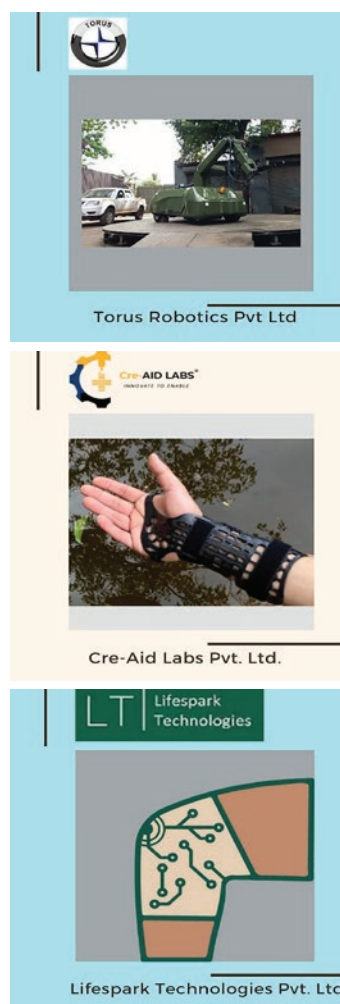 TORUS
Torus Robotics Pvt Ltd
Cre-AID LABS®
INNOVATE TO ENABLE
Cre-Aid Labs Pvt. Ltd.
LT
Lifespark
Technologies
Lifespark Technologies Pvt. Ltd